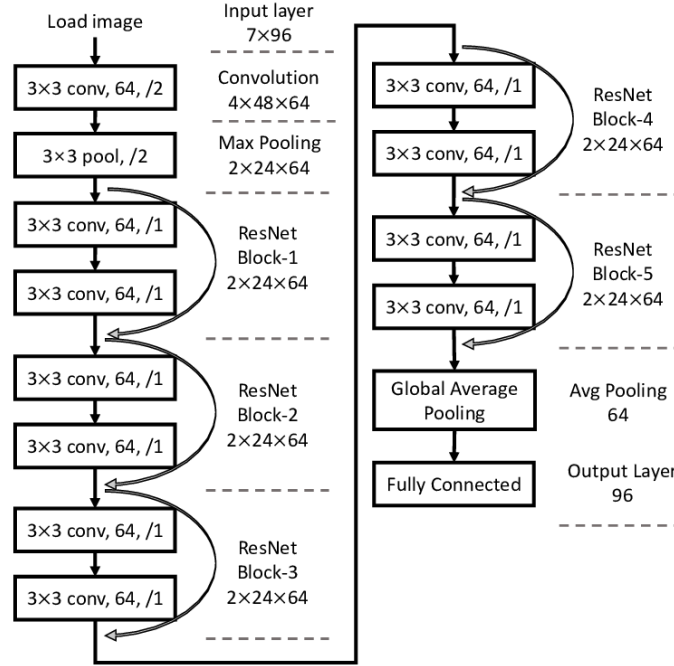 Load image
Input layer
7×96
3×3 conv, 64, /2
Convolution
4×48×64
3×3 pool, /2
Max Pooling
2×24×64
3×3 conv, 64, /1
3×3 conv, 64, /1
ResNet
Block-1
2×24×64
3×3 conv, 64, /1
3×3 conv, 64, /1
ResNet
Block-2
2×24×64
3×3 conv, 64, /1
3×3 conv, 64, /1
ResNet
Block-3
2×24×64
3×3 conv, 64, /1
3×3 conv, 64, /1
ResNet
Block-4
2×24×64
3×3 conv, 64, /1
3×3 conv, 64, /1
ResNet
Block-5
2×24×64
Global Average
Pooling
Avg Pooling
64
Fully Connected
Output Layer
96